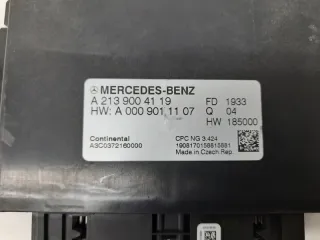 MERCEDES-BENZ
A 213 900 41 19 FD 1933
HW: A 000 901 11 07 Q 04
HW 185000
Continental CPC NG 3.424
A3C0372160000 1908170158815891
Made in Czech Rep.